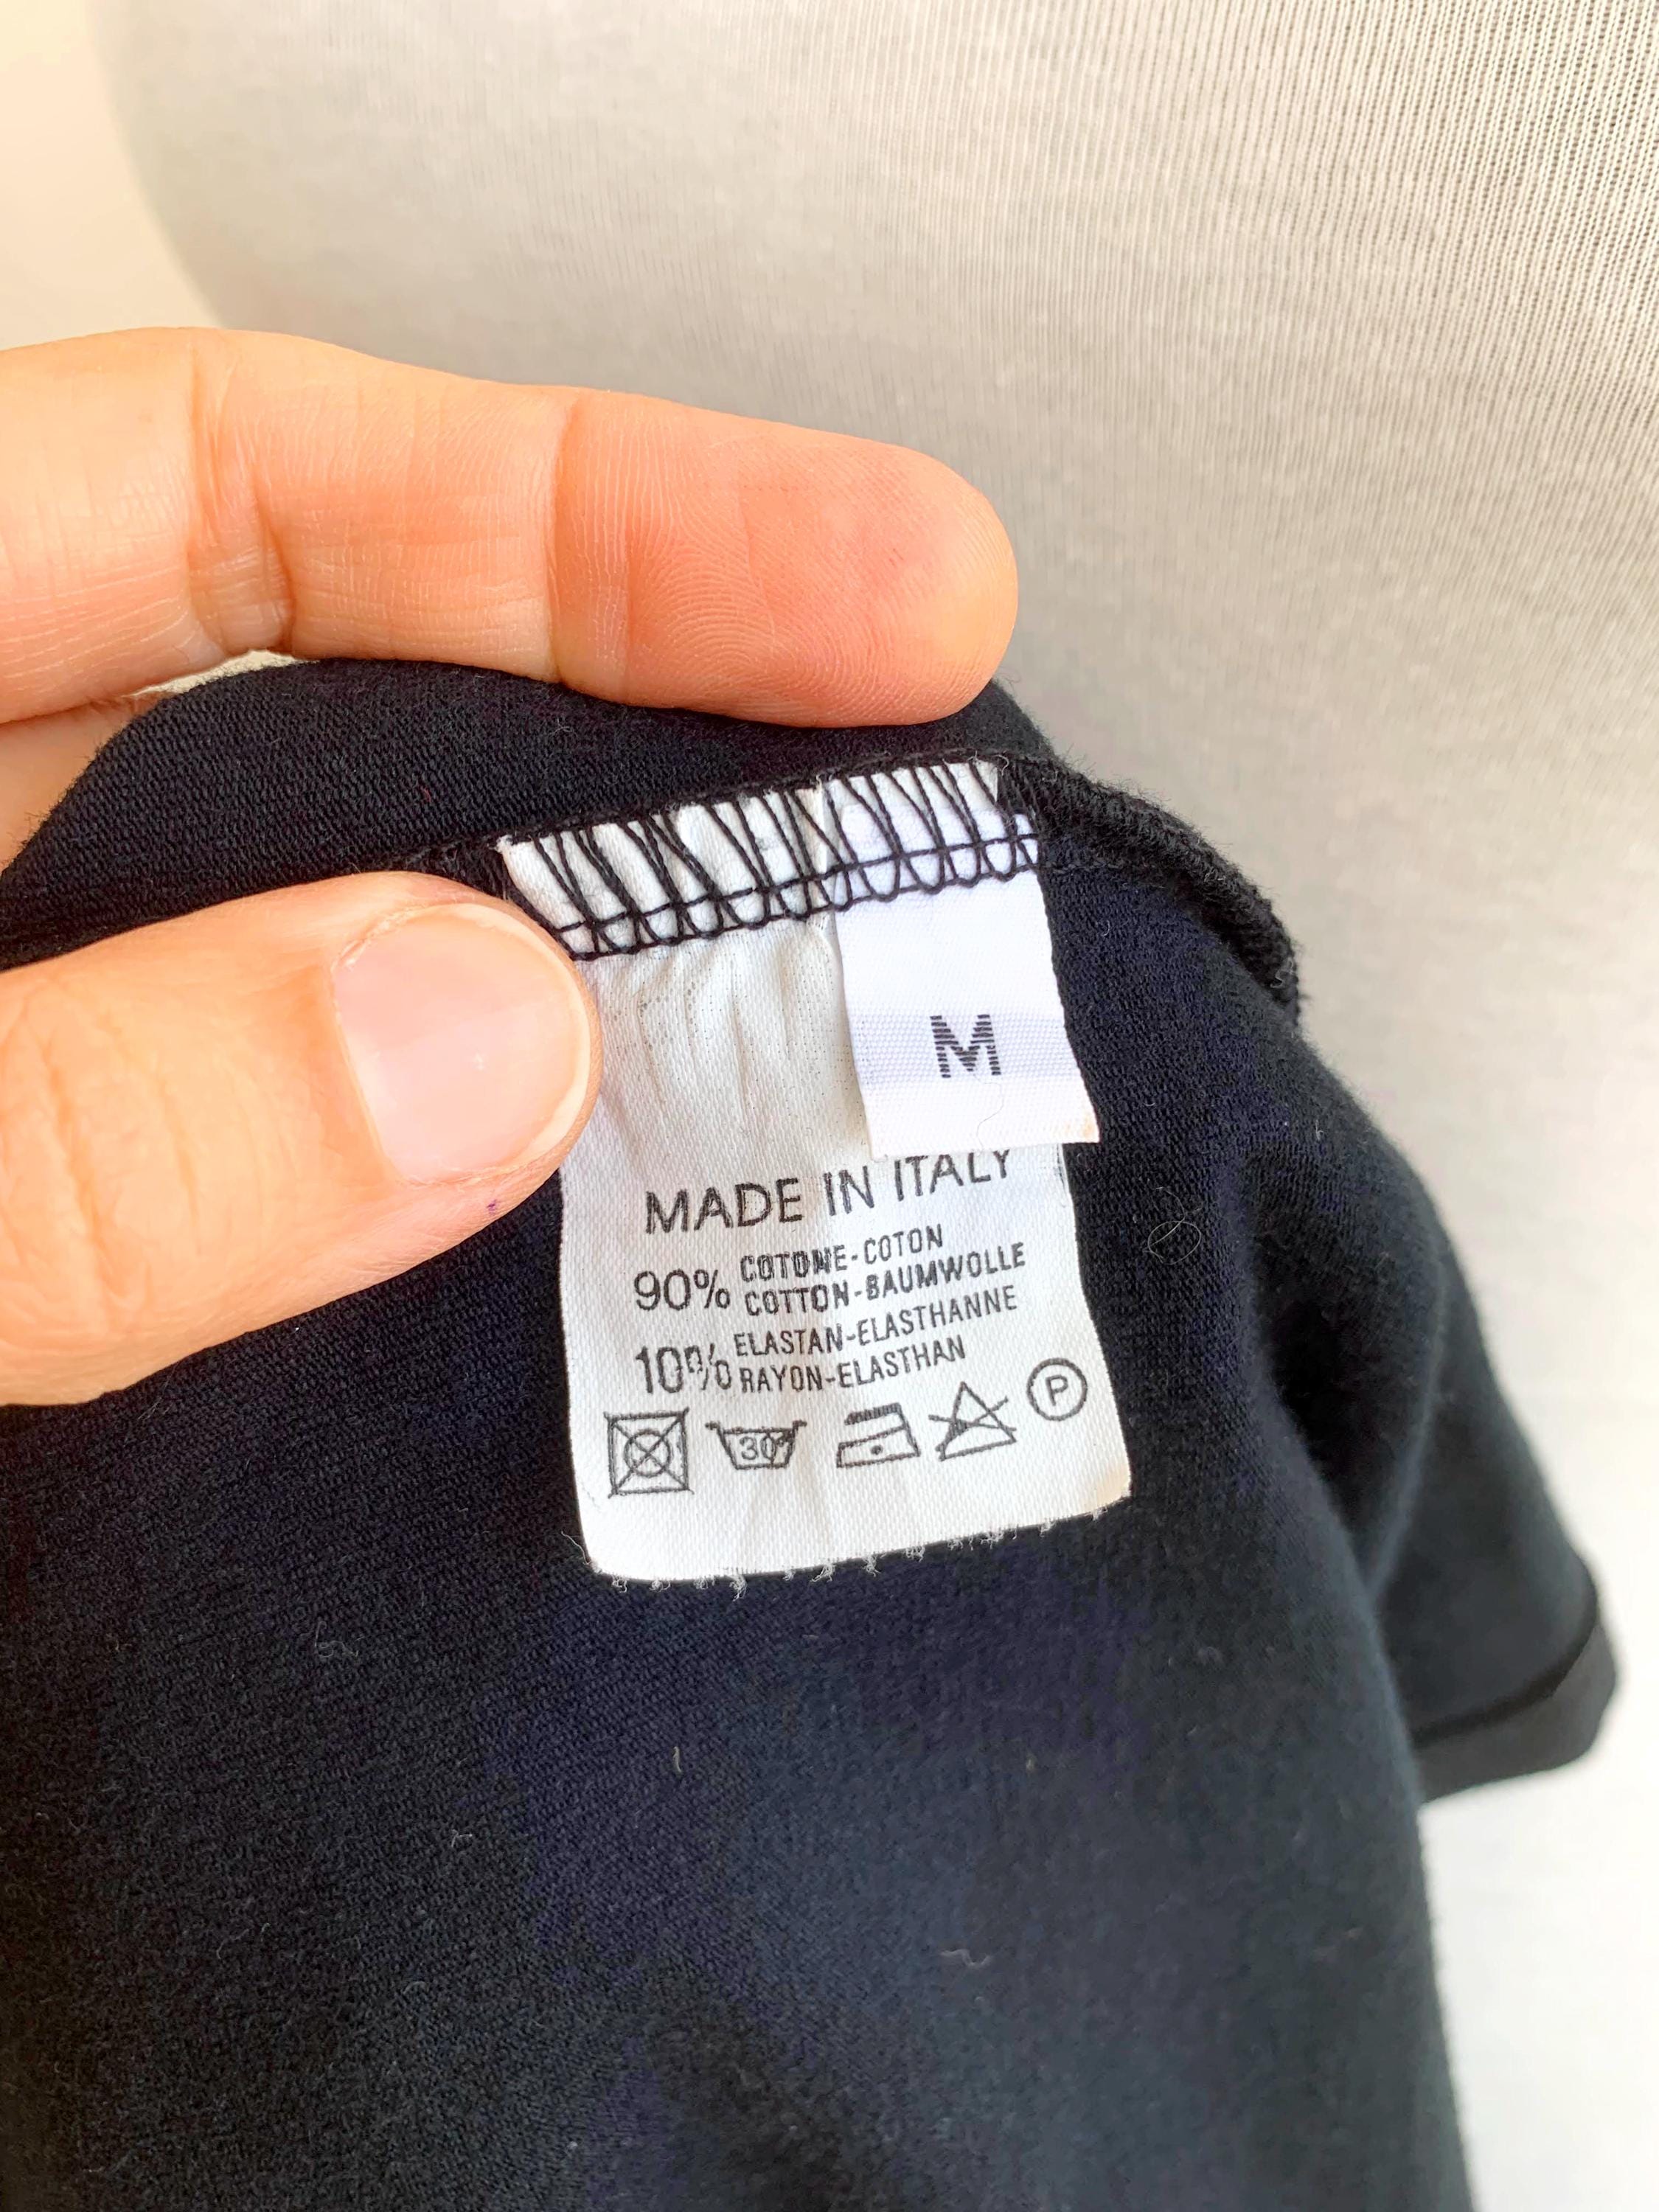 M
MADE IN ITALY
90% COTONE-COTON
COTTON-BAUMWOLLE
10% ELASTAN-ELASTHANNE
RAYON-ELASTHAN
30°
P